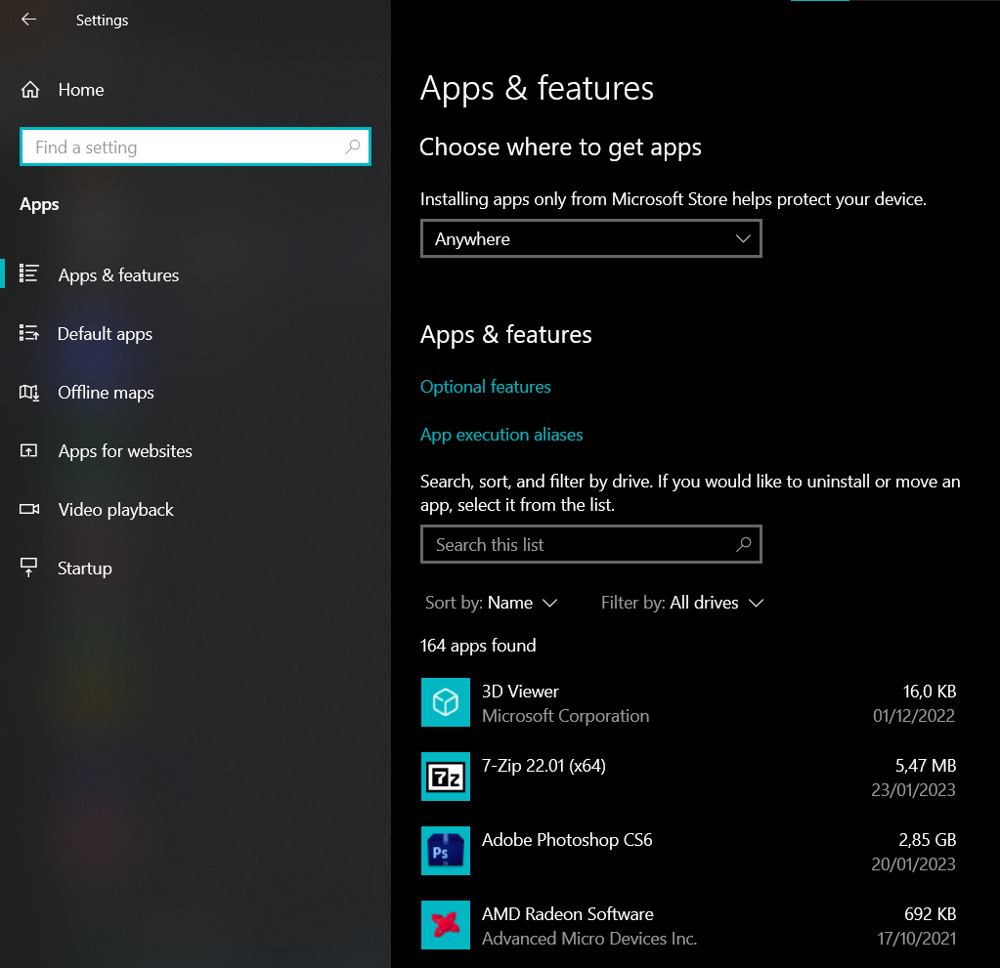 Settings
Home
Find a setting
Apps
Apps & features
Default apps
Offline maps
Apps for websites
Video playback
Startup
Apps & features
Choose where to get apps
Installing apps only from Microsoft Store helps protect your device.
Anywhere
Apps & features
Optional features
App execution aliases
Search, sort, and filter by drive. If you would like to uninstall or move an
app, select it from the list.
Search this list
Sort by: Name Filter by: All drives
164 apps found
3D Viewer 16,0 KB
Microsoft Corporation 01/12/2022
7z
7-Zip 22.01 (x64) 5,47 MB
23/01/2023
Ps
Adobe Photoshop CS6 2,85 GB
20/01/2023
AMD Radeon Software 692 KB
Advanced Micro Devices Inc. 17/10/2021